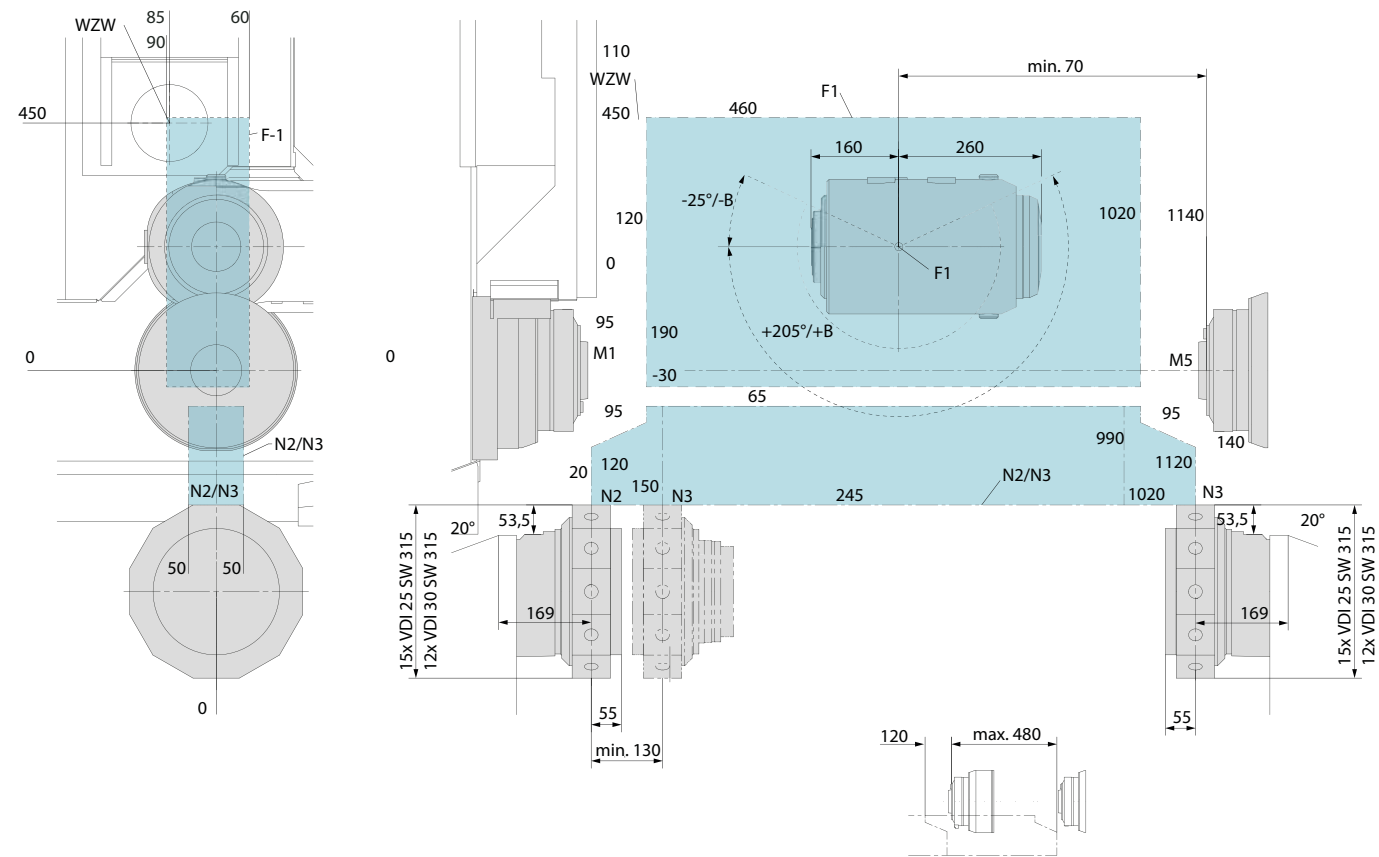 WZW
85
60
90
450
F-1
0
N2/N3
N2/N3
50
50
0
110
WZW
450
460
F1
min. 70
160
260
-25°/-B
120
1020
1140
0
F1
95
190
+205°/+B
M1
M5
0
-30
65
95
95
990
140
20
120
1120
150
N2
N3
245
N2/N3
1020
N3
20°
53,5
53,5
20°
15x VDI 25 SW 315
12x VDI 30 SW 315
15x VDI 25 SW 315
12x VDI 30 SW 315
169
169
55
55
min. 130
120
max. 480